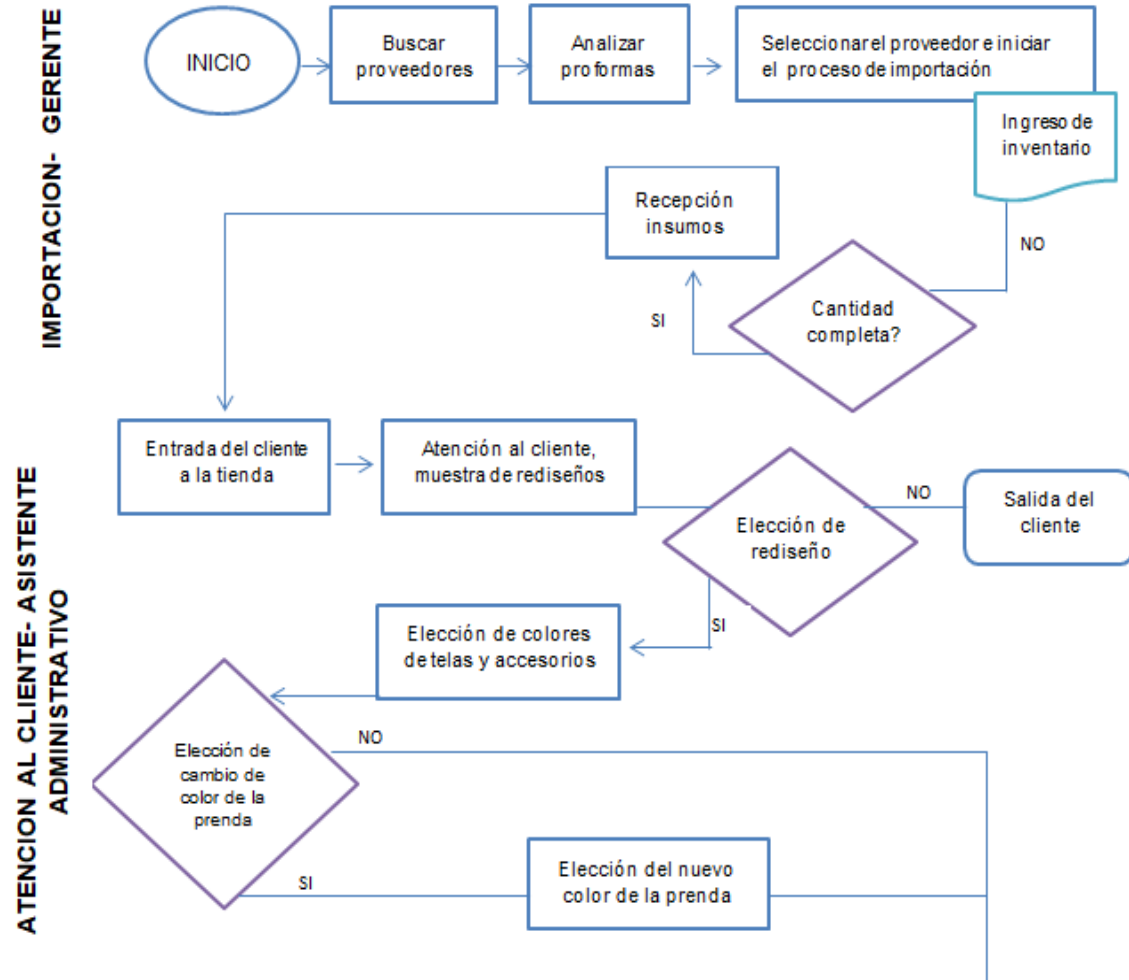 IMPORTACION- GERENTE
INICIO
Buscar
proveedores
Analizar
proformas
Seleccionar el proveedor e iniciar
el proceso de importación
Ingreso de
inventario
Recepción
insumos
NO
Cantidad
completa?
SI
ATENCION AL CLIENTE- ASISTENTE
ADMINISTRATIVO
Entrada del cliente
a la tienda
Atención al cliente,
muestra de rediseños
Elección de
rediseño
NO
Salida del
cliente
SI
Elección de colores
de telas y accesorios
Elección de
cambio de
color de la
prenda
NO
SI
Elección del nuevo
color de la prenda